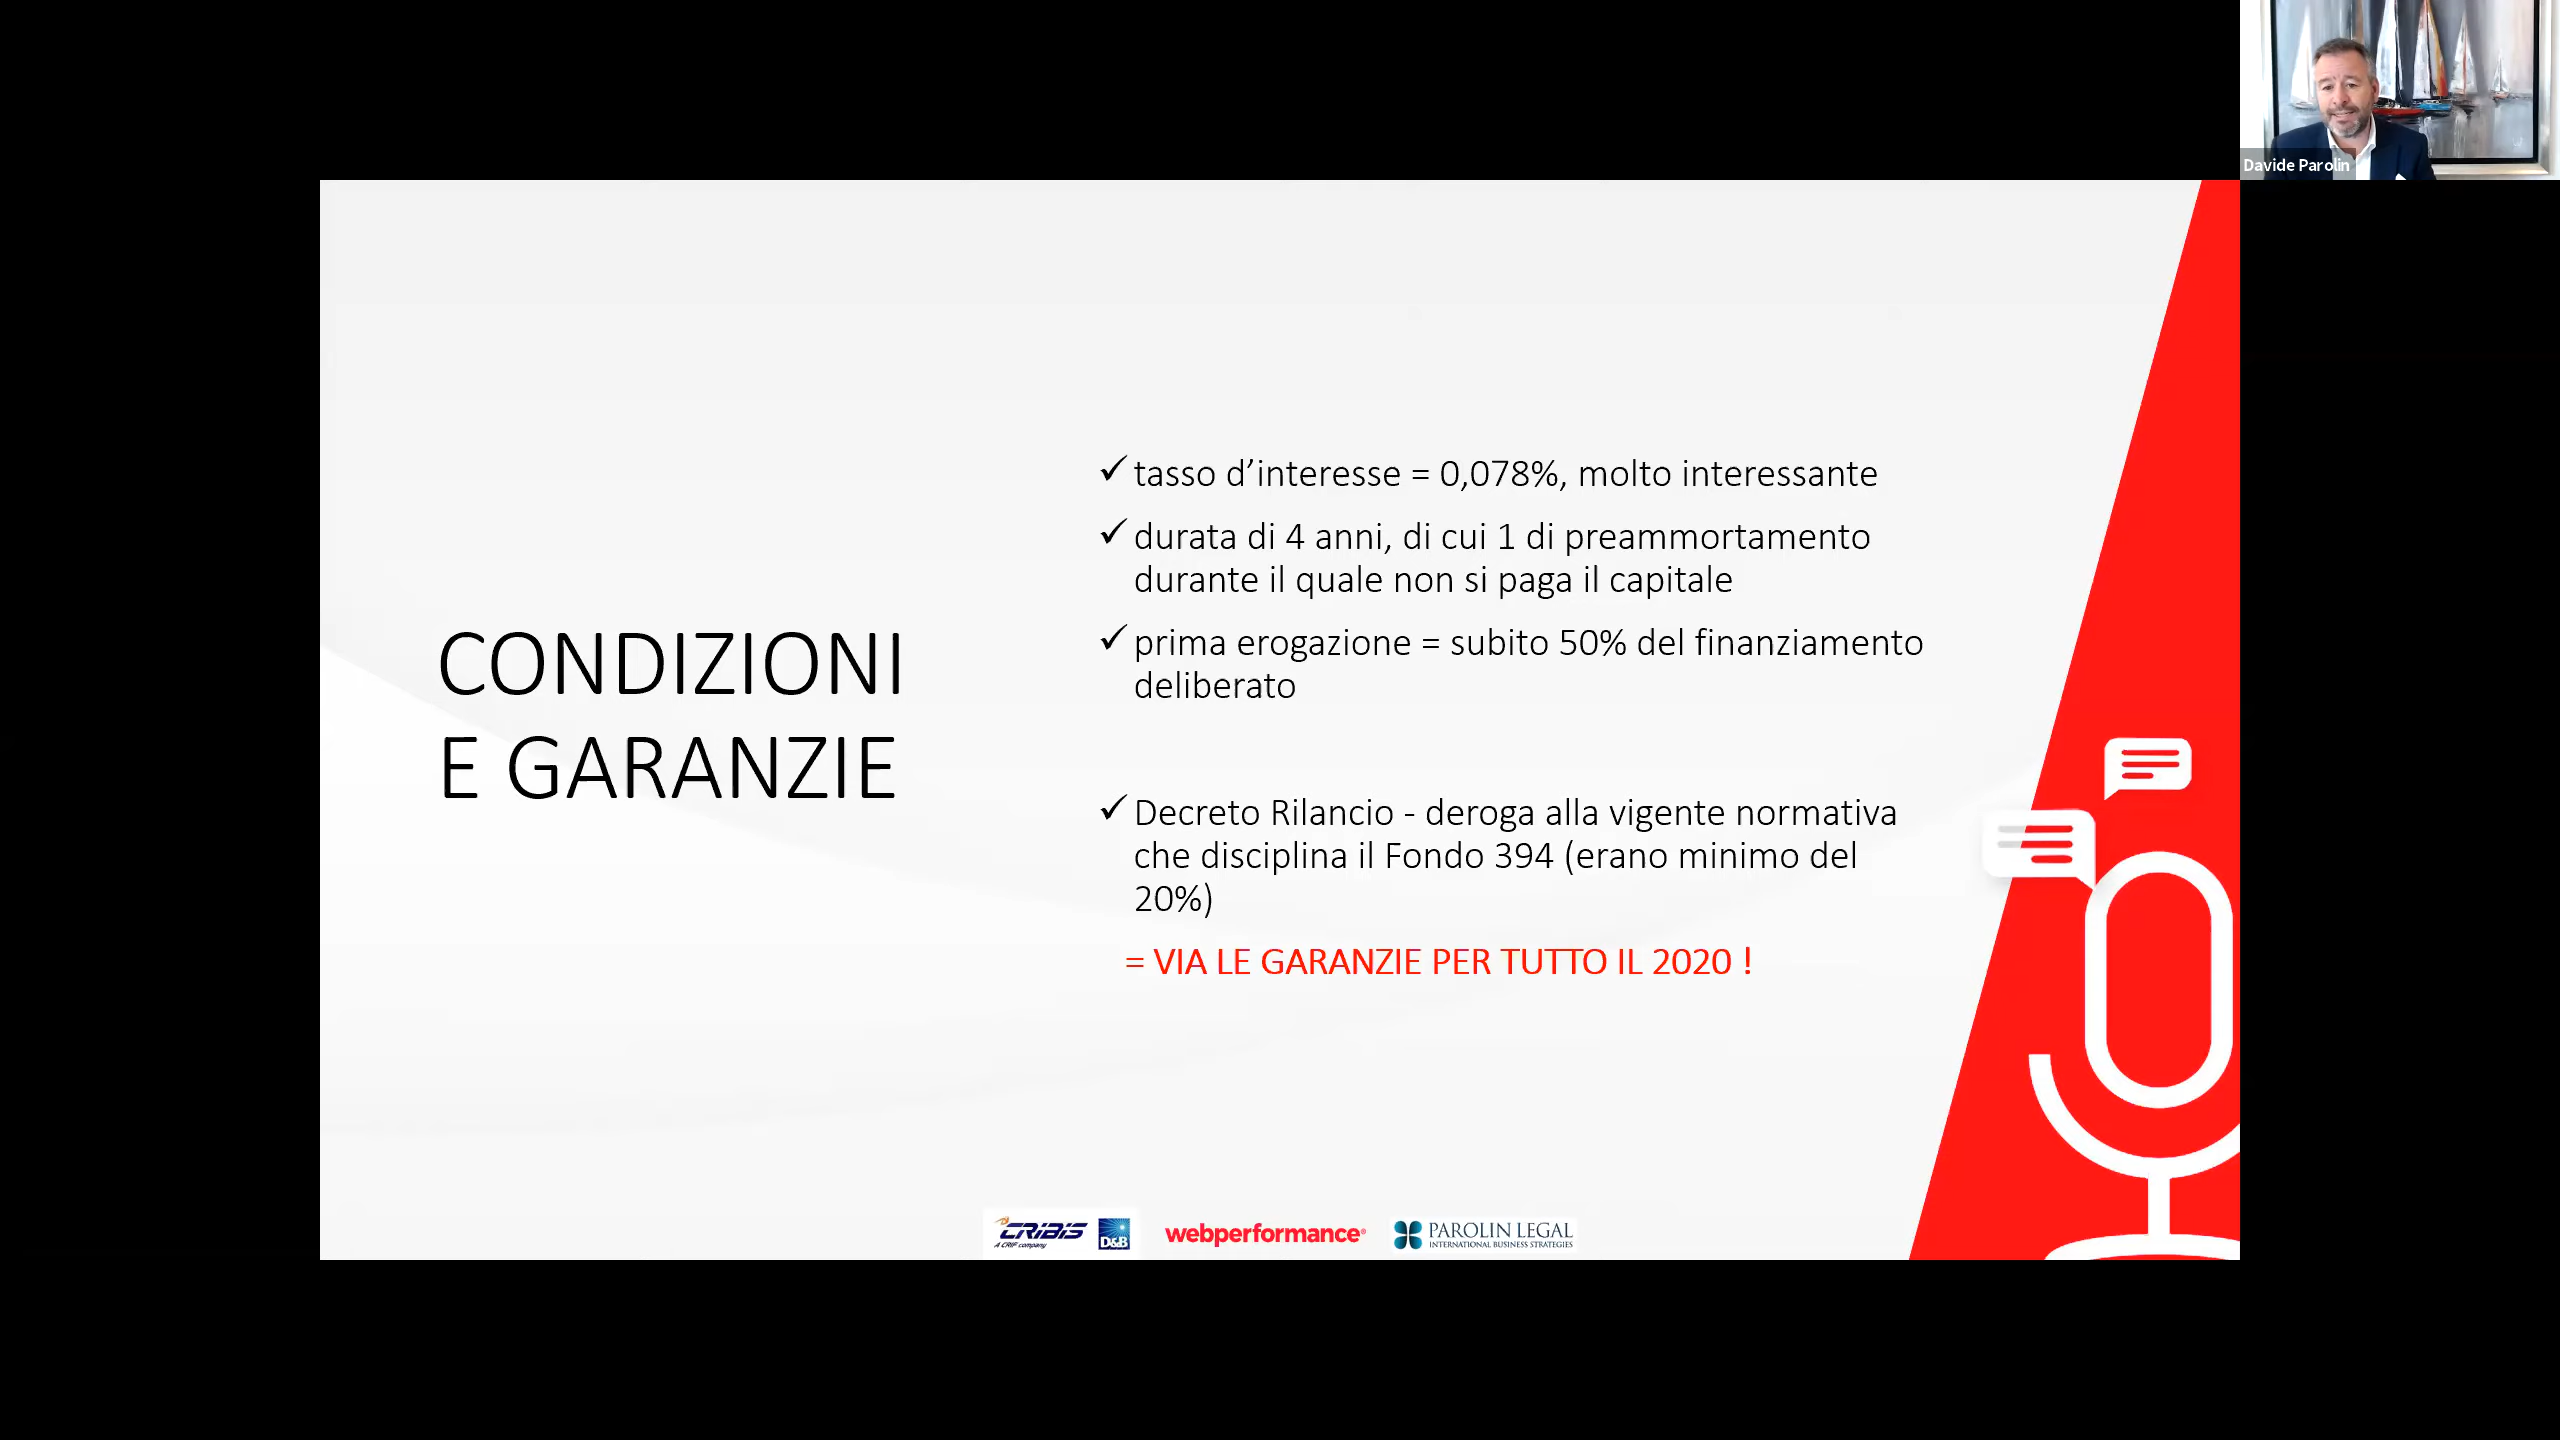 Davide Parolin
CONDIZIONI
E GARANZIE
✓ tasso d’interesse = 0,078%, molto interessante
✓ durata di 4 anni, di cui 1 di preammortamento
durante il quale non si paga il capitale
✓ prima erogazione = subito 50% del finanziamento
deliberato
✓ Decreto Rilancio - deroga alla vigente normativa
che disciplina il Fondo 394 (erano minimo del
20%)
= VIA LE GARANZIE PER TUTTO IL 2020 !
CRIBIS
A CRIF company
D&B
webperformance®
PAROLIN LEGAL
INTERNATIONAL BUSINESS STRATEGIES